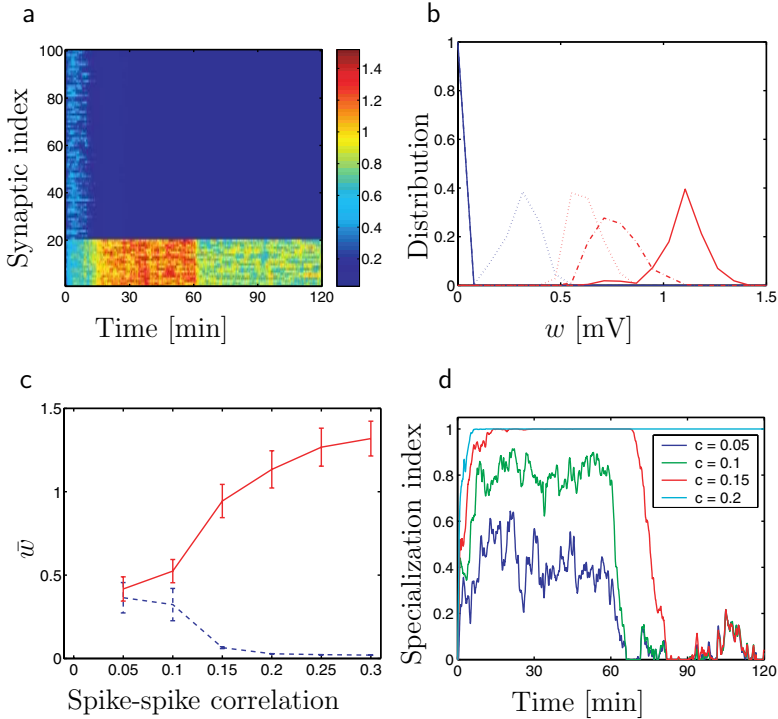 a
Synaptic index
100
80
60
40
20
0 30 60 90 120
Time [min]
1.4
1.2
1
0.8
0.6
0.4
0.2
b
Distribution
1
0.8
0.6
0.4
0.2
0
0 0.5 1 1.5
w [mV]
c
w̄
1.5
1
0.5
0
0 0.05 0.1 0.15 0.2 0.25 0.3
Spike-spike correlation
d
Specialization index
1
0.8
0.6
0.4
0.2
0
0 30 60 90 120
Time [min]
c = 0.05
c = 0.1
c = 0.15
c = 0.2